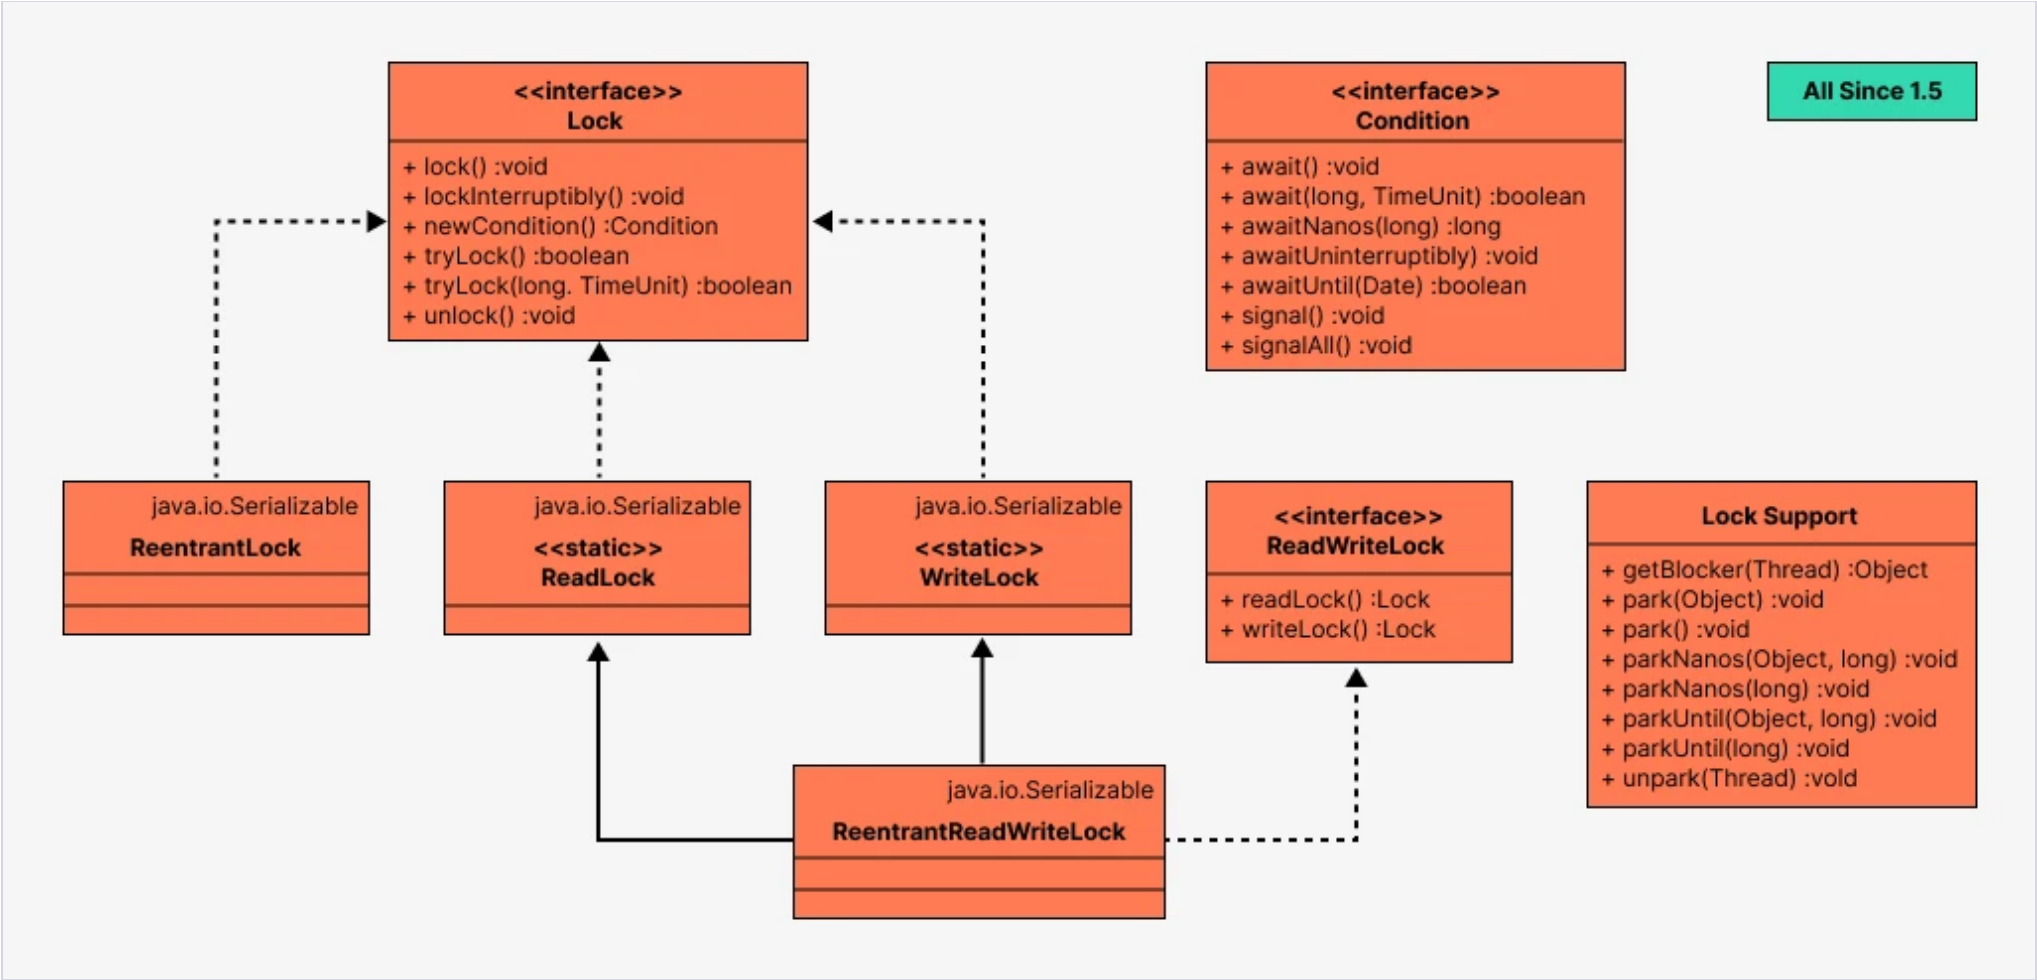 <<interface>>
Lock
+ lock() :void
+ lockInterruptibly() :void
+ newCondition() :Condition
+ tryLock() :boolean
+ tryLock(long. TimeUnit) :boolean
+ unlock() :void
<<interface>>
Condition
+ await() :void
+ await(long, TimeUnit) :boolean
+ awaitNanos(long) :long
+ awaitUninterruptibly) :void
+ awaitUntil(Date) :boolean
+ signal() :void
+ signalAll() :void
All Since 1.5
java.io.Serializable
ReentrantLock
java.io.Serializable
<<static>>
ReadLock
java.io.Serializable
<<static>>
WriteLock
<<interface>>
ReadWriteLock
+ readLock() :Lock
+ writeLock() :Lock
Lock Support
+ getBlocker(Thread) :Object
+ park(Object) :void
+ park() :void
+ parkNanos(Object, long) :void
+ parkNanos(long) :void
+ parkUntil(Object, long) :void
+ parkUntil(long) :void
+ unpark(Thread) :vold
java.io.Serializable
ReentrantReadWriteLock